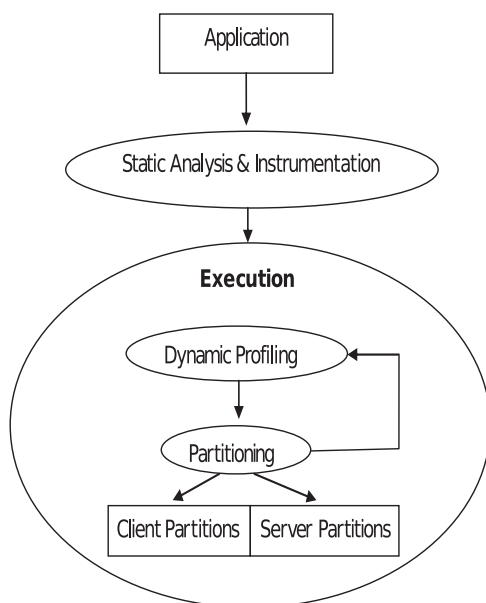 Application
Static Analysis & Instrumentation
Execution
Dynamic Profiling
Partitioning
Client Partitions
Server Partitions